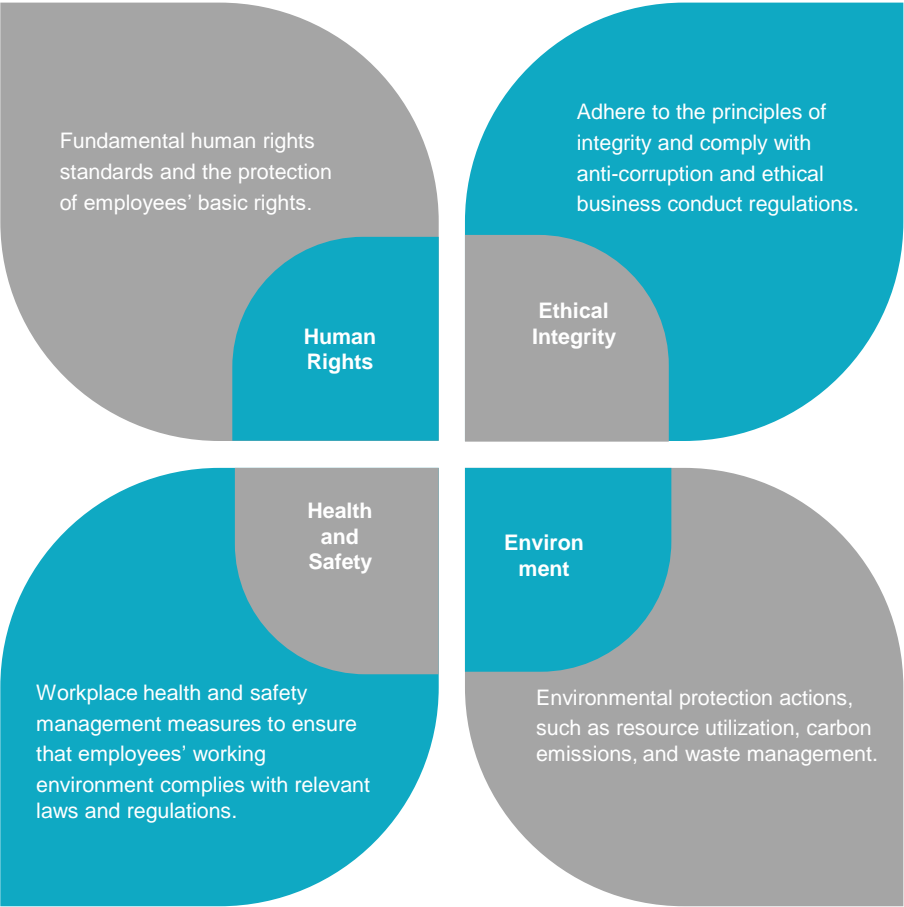 Fundamental human rights
standards and the protection
of employees’ basic rights.
Human
Rights
Adhere to the principles of
integrity and comply with
anti-corruption and ethical
business conduct regulations.
Ethical
Integrity
Health
and
Safety
Workplace health and safety
management measures to ensure
that employees’ working
environment complies with relevant
laws and regulations.
Environ
ment
Environmental protection actions,
such as resource utilization, carbon
emissions, and waste management.